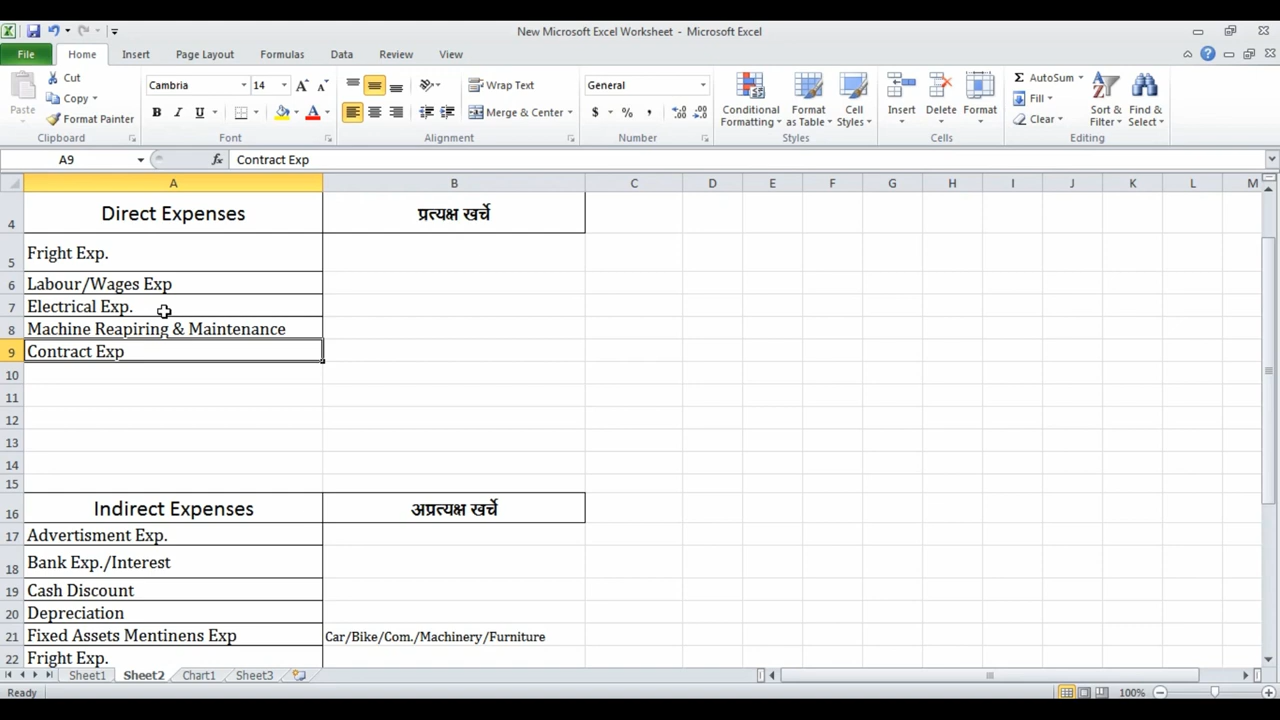 New Microsoft Excel Worksheet - Microsoft Excel
File Home Insert Page Layout Formulas Data Review View
Cut
Copy
Format Painter
Paste
Clipboard
Cambria 14
B I U
Font
Wrap Text
Merge & Center
Alignment
General
$ % ,
Number
Conditional Formatting
Format as Table
Cell Styles
Styles
Insert
Delete
Format
Cells
AutoSum
Fill
Clear
Sort & Filter
Find & Select
Editing
A9 fx Contract Exp
A B C D E F G H I J K L M
4 Direct Expenses प्रत्यक्ष खर्चे
5 Fright Exp.
6 Labour/Wages Exp
7 Electrical Exp.
8 Machine Reapiring & Maintenance
9 Contract Exp
10
11
12
13
14
15
16 Indirect Expenses अप्रत्यक्ष खर्चे
17 Advertisment Exp.
18 Bank Exp./Interest
19 Cash Discount
20 Depreciation
21 Fixed Assets Mentinens Exp Car/Bike/Com./Machinery/Furniture
22 Fright Exp.
Sheet1 Sheet2 Chart1 Sheet3
Ready 100%